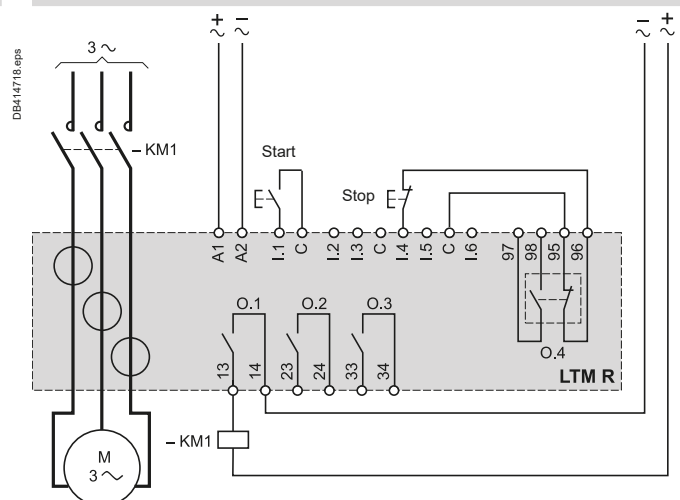 + − − +
DB414718.eps
3 ~
– KM1
Start
Stop
A1 A2 I.1 C I.2 I.3 C I.4 I.5 C I.6 97 98 95 96
O.1 O.2 O.3
O.4
13 14 23 24 33 34
LTM R
– KM1
M
3 ~